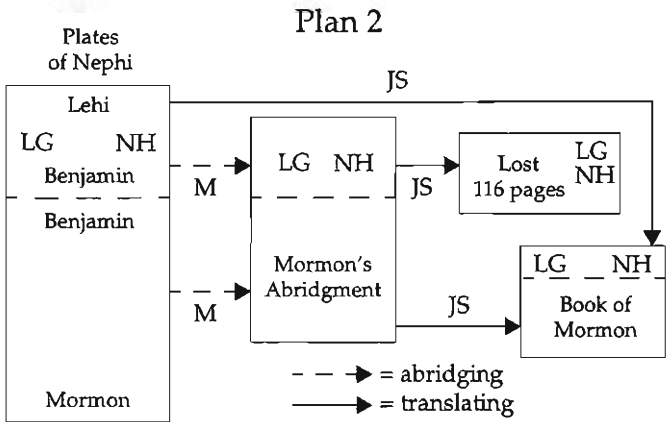 Plan 2
Plates
of Nephi
JS
Lehi
LG NH
Benjamin
Benjamin
Mormon
M
M
LG NH
Mormon's
Abridgment
JS
Lost
116 pages
LG
NH
JS
LG NH
Book of
Mormon
= abridging
= translating